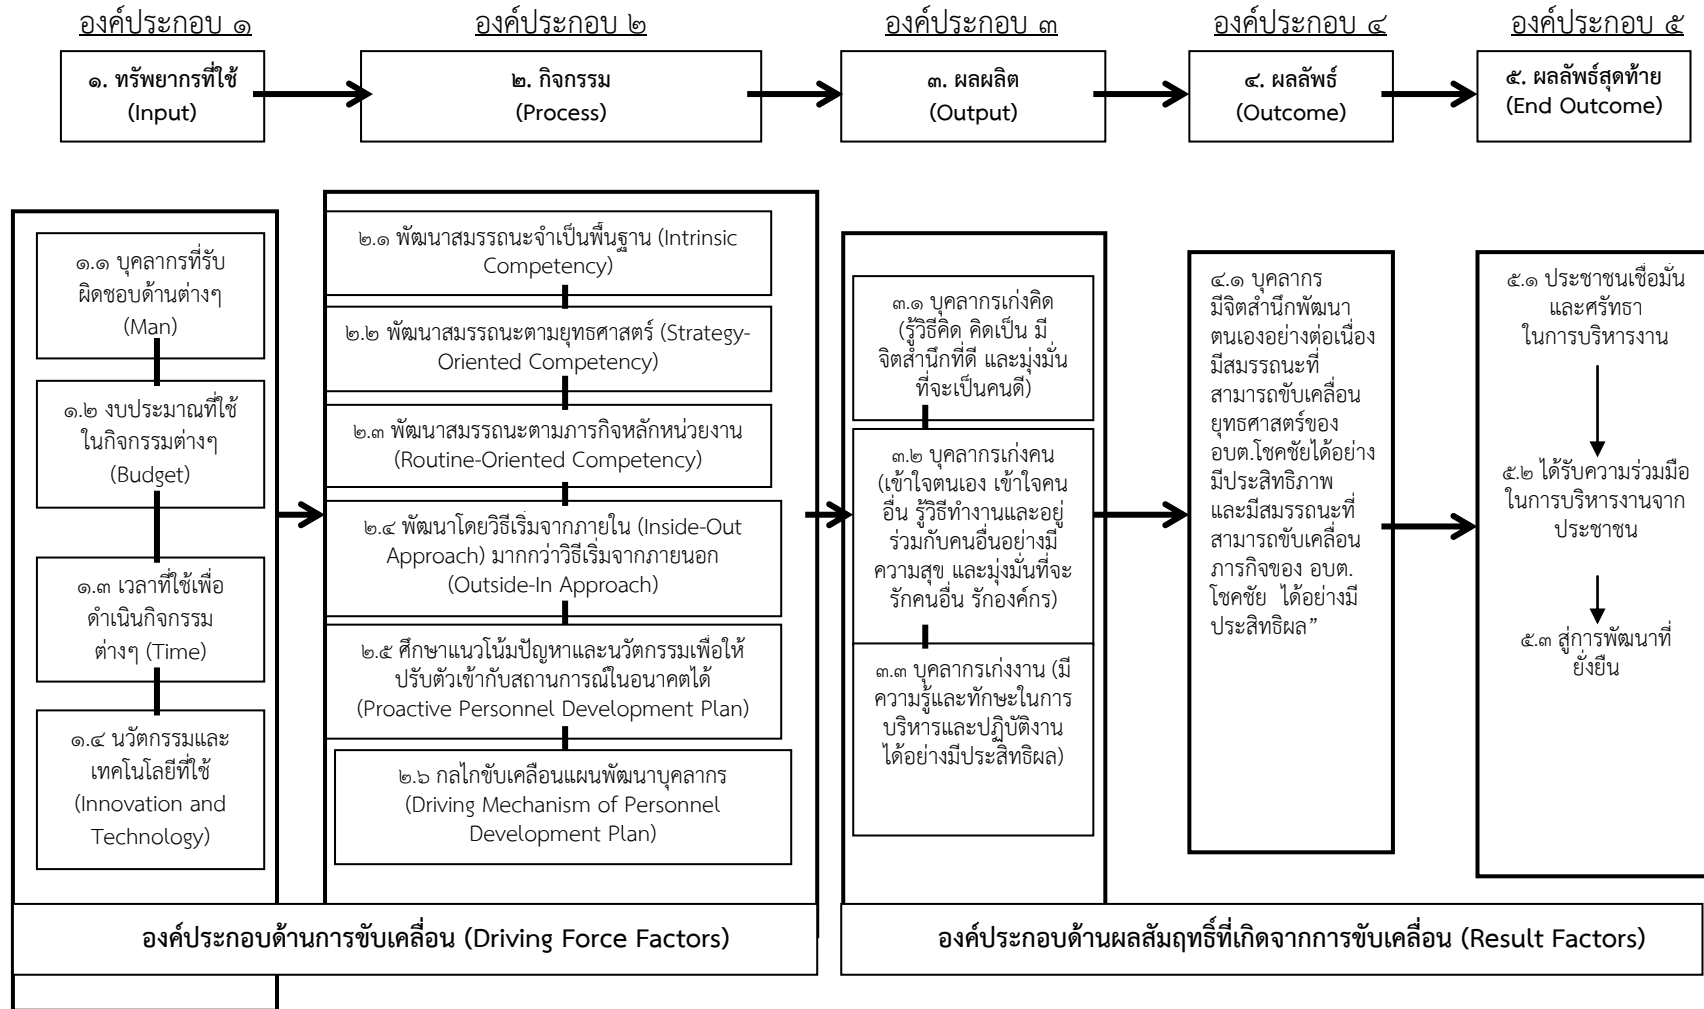 องค์ประกอบ ๑
องค์ประกอบ ๒
องค์ประกอบ ๓
องค์ประกอบ ๔
องค์ประกอบ ๕
๑. ทรัพยากรที่ใช้
(Input)
๒. กิจกรรม
(Process)
๓. ผลผลิต
(Output)
๔. ผลลัพธ์
(Outcome)
๕. ผลลัพธ์สุดท้าย
(End Outcome)
๑.๑ บุคลากรที่รับ
ผิดชอบด้านต่างๆ
(Man)
๑.๒ งบประมาณที่ใช้
ในกิจกรรมต่างๆ
(Budget)
๑.๓ เวลาที่ใช้เพื่อ
ดำเนินกิจกรรม
ต่างๆ (Time)
๑.๔ นวัตกรรมและ
เทคโนโลยีที่ใช้
(Innovation and
Technology)
๒.๑ พัฒนาสมรรถนะจำเป็นพื้นฐาน (Intrinsic
Competency)
๒.๒ พัฒนาสมรรถนะตามยุทธศาสตร์ (Strategy-
Oriented Competency)
๒.๓ พัฒนาสมรรถนะตามภารกิจหลักหน่วยงาน
(Routine-Oriented Competency)
๒.๔ พัฒนาโดยวิธีเริ่มจากภายใน (Inside-Out
Approach) มากกว่าวิธีเริ่มจากภายนอก
(Outside-In Approach)
๒.๕ ศึกษาแนวโน้มปัญหาและนวัตกรรมเพื่อให้
ปรับตัวเข้ากับสถานการณ์ในอนาคตได้
(Proactive Personnel Development Plan)
๒.๖ กลไกขับเคลื่อนแผนพัฒนาบุคลากร
(Driving Mechanism of Personnel
Development Plan)
๓.๑ บุคลากรเก่งคิด
(รู้วิธีคิด คิดเป็น มี
จิตสำนึกที่ดี และมุ่งมั่น
ที่จะเป็นคนดี)
๓.๒ บุคลากรเก่งคน
(เข้าใจตนเอง เข้าใจคน
อื่น รู้วิธีทำงานและอยู่
ร่วมกับคนอื่นอย่างมี
ความสุข และมุ่งมั่นที่จะ
รักคนอื่น รักองค์กร)
๓.๓ บุคลากรเก่งงาน (มี
ความรู้และทักษะในการ
บริหารและปฏิบัติงาน
ได้อย่างมีประสิทธิผล)
๔.๑ บุคลากร
มีจิตสำนึกพัฒนา
ตนเองอย่างต่อเนื่อง
มีสมรรถนะที่
สามารถขับเคลื่อน
ยุทธศาสตร์ของ
อบต.โชคชัยได้อย่าง
มีประสิทธิภาพ
และมีสมรรถนะที่
สามารถขับเคลื่อน
ภารกิจของ อบต.
โชคชัย ได้อย่างมี
ประสิทธิผล”
๕.๑ ประชาชนเชื่อมั่น
และศรัทธา
ในการบริหารงาน
๕.๒ ได้รับความร่วมมือ
ในการบริหารงานจาก
ประชาชน
๕.๓ สู่การพัฒนาที่
ยั่งยืน
องค์ประกอบด้านการขับเคลื่อน (Driving Force Factors)
องค์ประกอบด้านผลสัมฤทธิ์ที่เกิดจากการขับเคลื่อน (Result Factors)